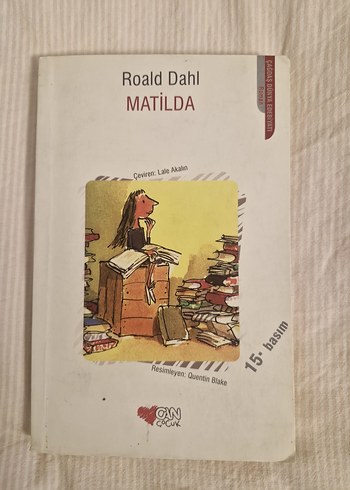 Roald Dahl
MATİLDA
ÇAĞDAŞ DÜNYA EDEBİYATI
Çeviren: Lale Akalın
Resimleyen: Quentin Blake
15. basım
CAN
ÇOCUK